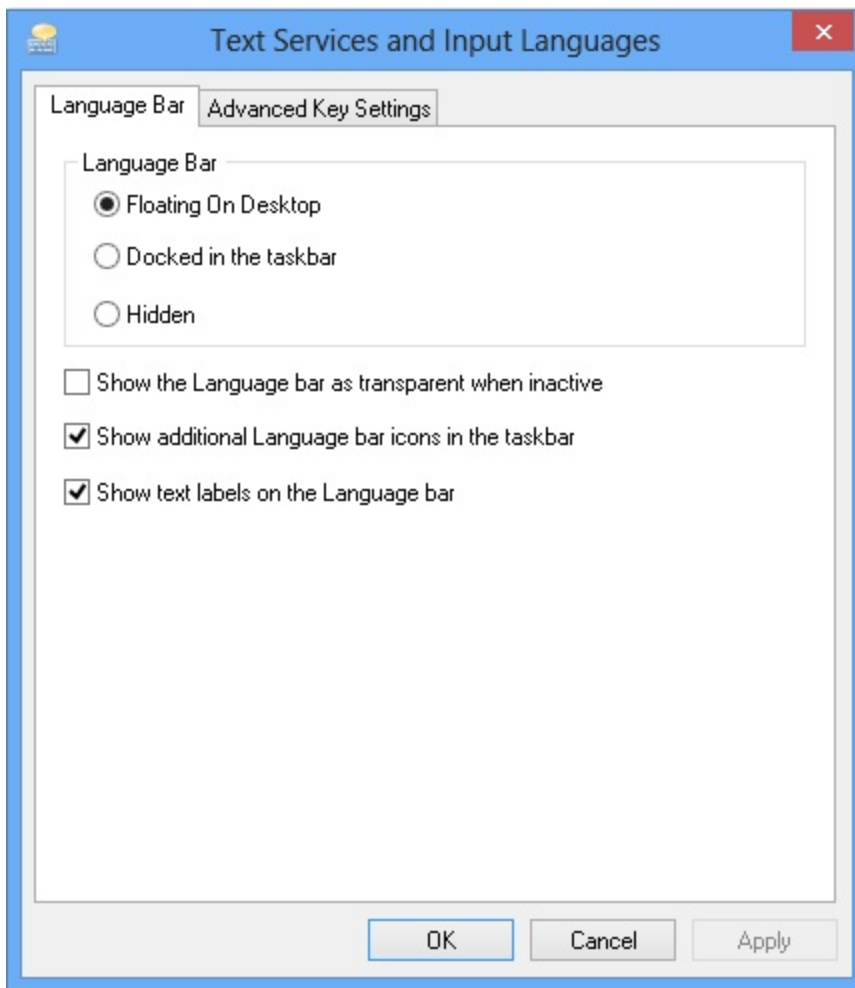 Text Services and Input Languages
Language Bar
Advanced Key Settings
Language Bar
Floating On Desktop
Docked in the taskbar
Hidden
Show the Language bar as transparent when inactive
Show additional Language bar icons in the taskbar
Show text labels on the Language bar
OK
Cancel
Apply